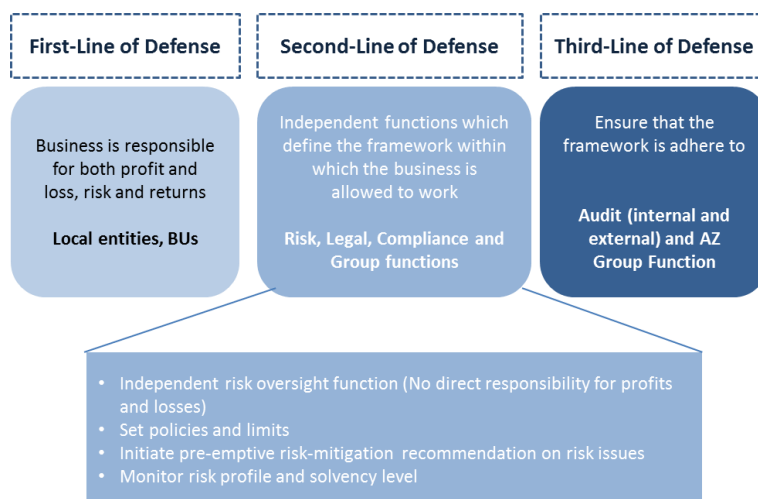 First-Line of Defense
Second-Line of Defense
Third-Line of Defense
Business is responsible
for both profit and
loss, risk and returns
Local entities, BUs
Independent functions which
define the framework within
which the business is
allowed to work
Risk, Legal, Compliance and
Group functions
Ensure that the
framework is adhere to
Audit (internal and
external) and AZ
Group Function
• Independent risk oversight function (No direct responsibility for profits
and losses)
• Set policies and limits
• Initiate pre-emptive risk-mitigation recommendation on risk issues
• Monitor risk profile and solvency level